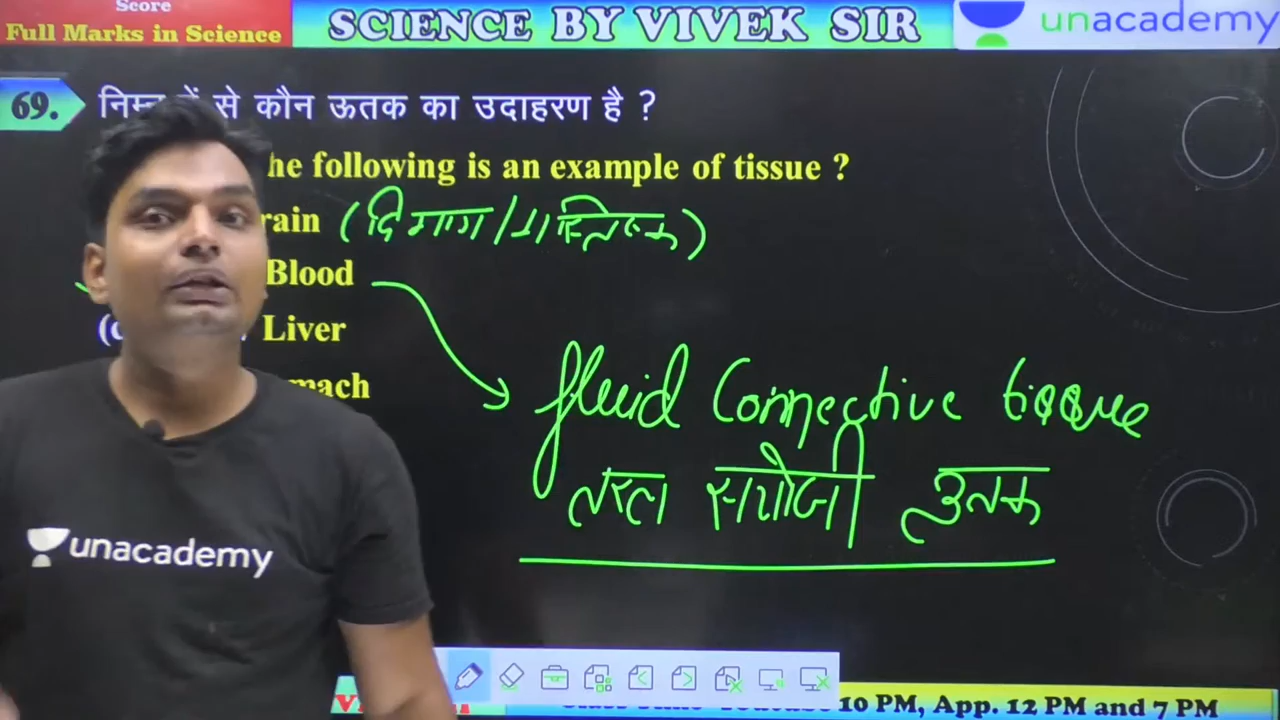 Score
Full Marks in Science
SCIENCE BY VIVEK SIR
unacademy
69. निम्न में से कौन ऊतक का उदाहरण है ?
he following is an example of tissue ?
rain (दिमाग/मस्तिष्क)
Blood
Liver
mach
fluid Connective tissue
तरल संयोजी उतक
unacademy
10 PM, App. 12 PM and 7 PM